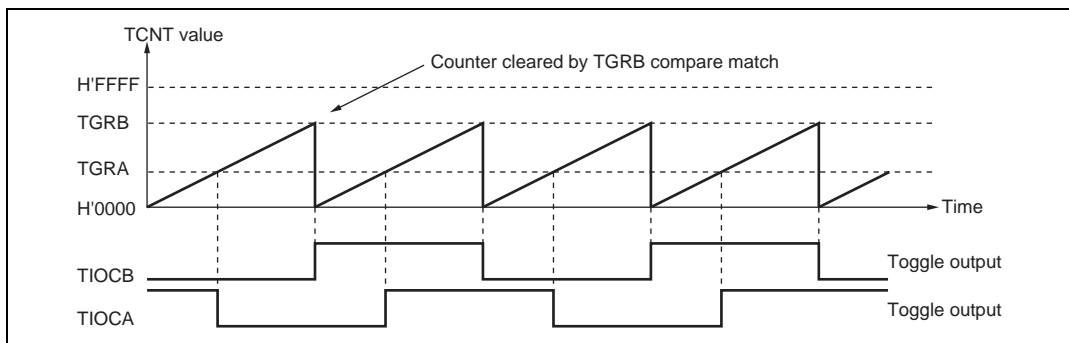 TCNT value
Counter cleared by TGRB compare match
H'FFFF
TGRB
TGRA
H'0000
Time
TIOCB
Toggle output
TIOCA
Toggle output